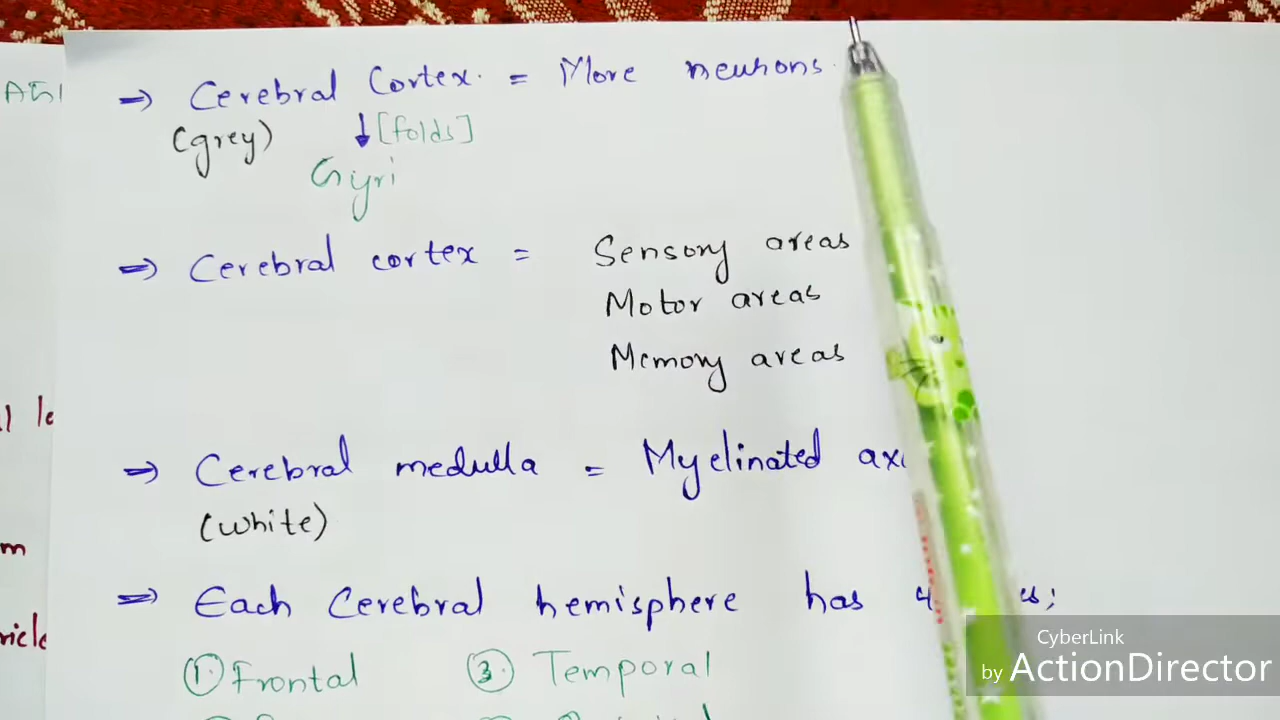 ⇒ Cerebral Cortex = More neurons
(grey) ↓ [folds]
Gyri
⇒ Cerebral cortex = Sensory areas
Motor areas
Memory areas
⇒ Cerebral medulla = Myelinated
(white)
⇒ Each Cerebral hemisphere has 4
① Frontal ③ Temporal
CyberLink
by ActionDirector